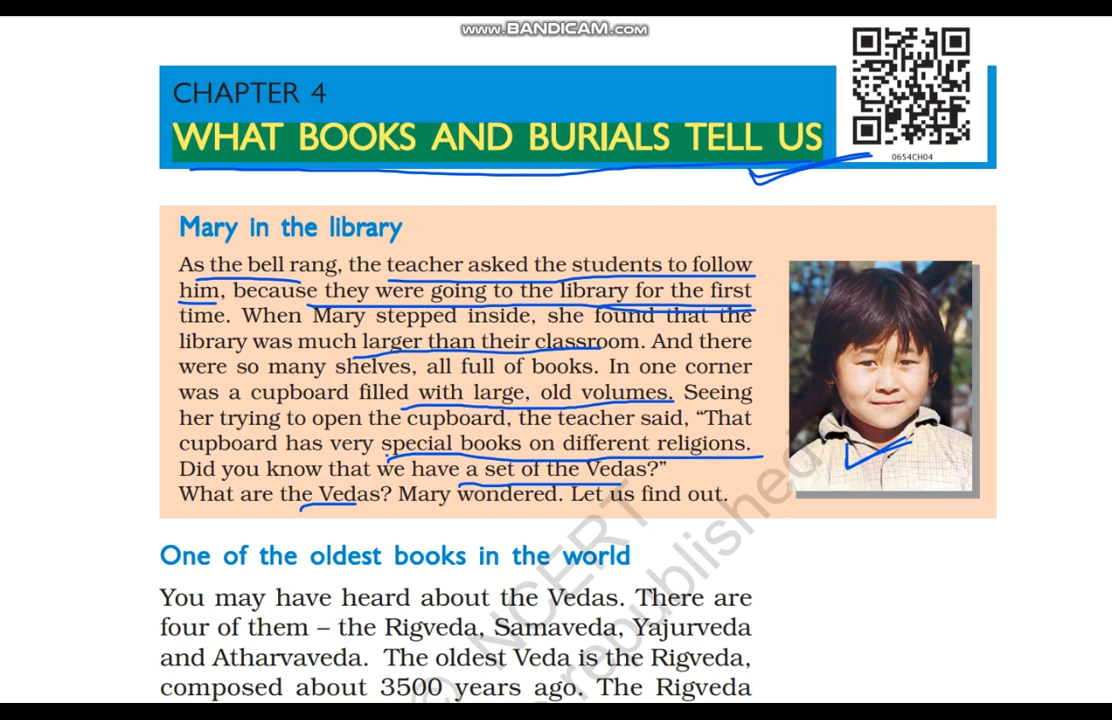 www.BANDICAM.com
CHAPTER 4
WHAT BOOKS AND BURIALS TELL US
0654CH04
Mary in the library
As the bell rang, the teacher asked the students to follow
him, because they were going to the library for the first
time. When Mary stepped inside, she found that the
library was much larger than their classroom. And there
were so many shelves, all full of books. In one corner
was a cupboard filled with large, old volumes. Seeing
her trying to open the cupboard, the teacher said, “That
cupboard has very special books on different religions.
Did you know that we have a set of the Vedas?”
What are the Vedas? Mary wondered. Let us find out.
One of the oldest books in the world
You may have heard about the Vedas. There are
four of them – the Rigveda, Samaveda, Yajurveda
and Atharvaveda. The oldest Veda is the Rigveda,
composed about 3500 years ago. The Rigveda
© NCERT
republished